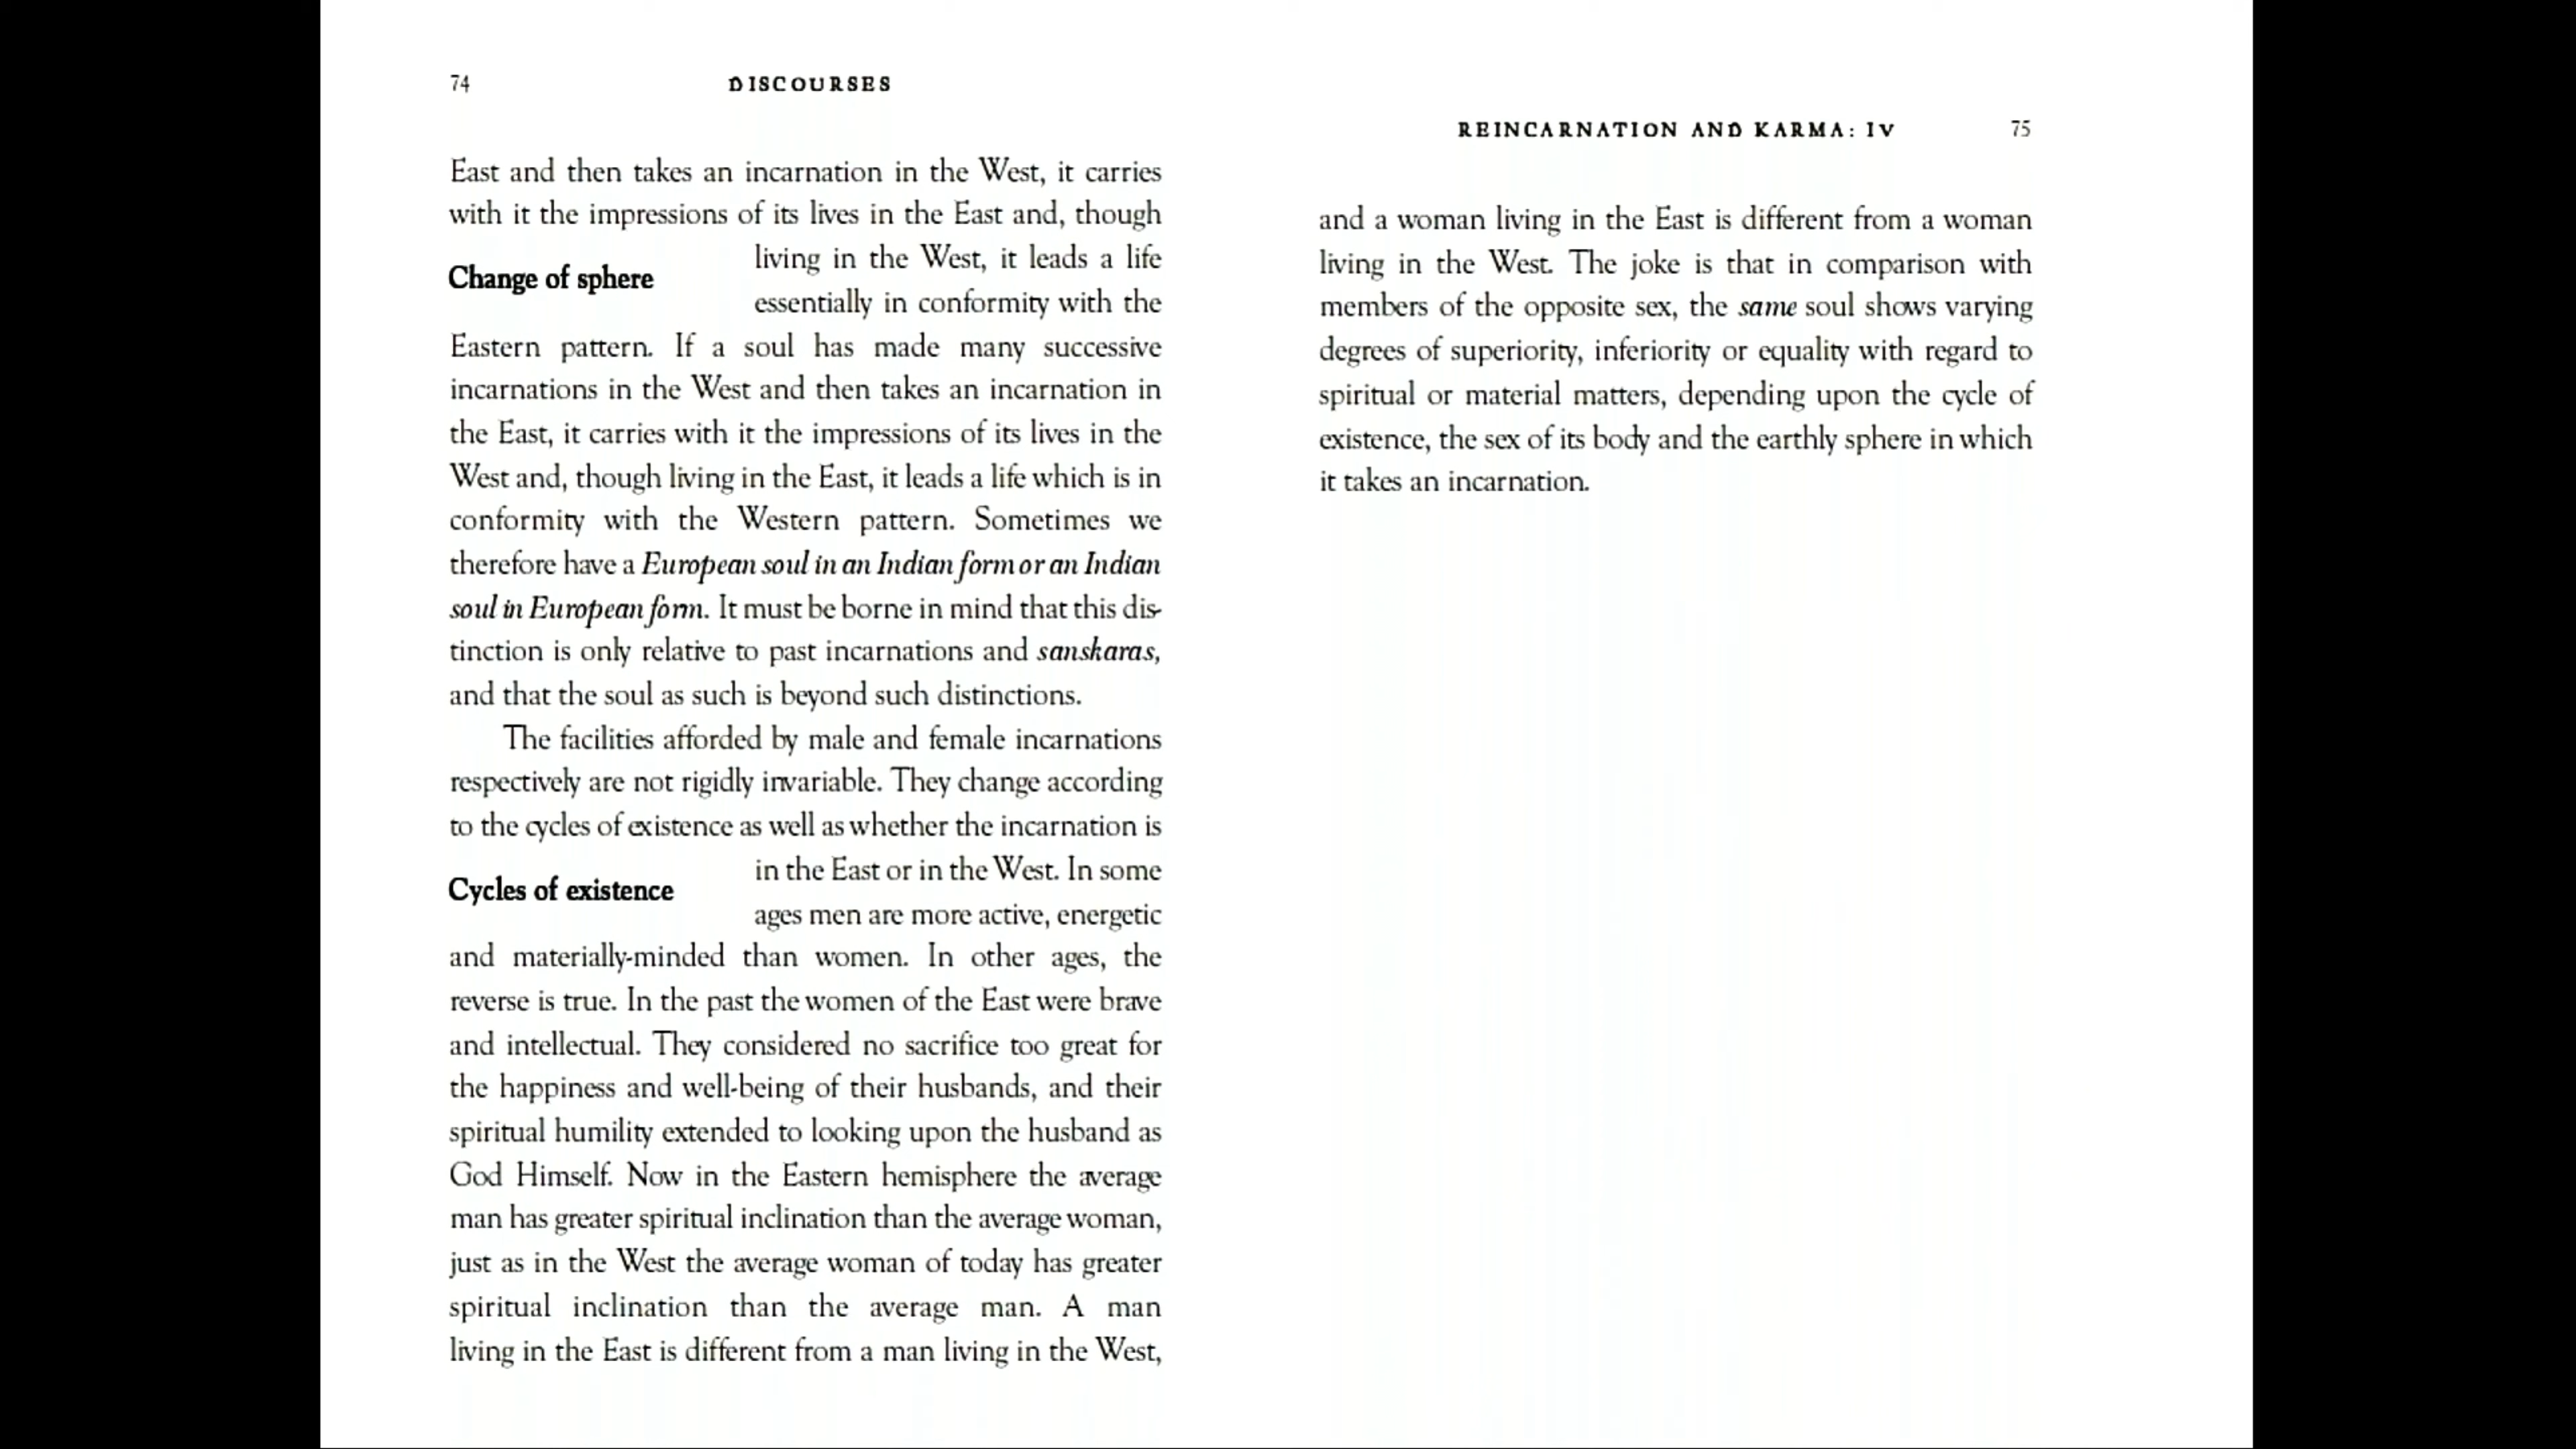 74 DISCOURSES
East and then takes an incarnation in the West, it carries
with it the impressions of its lives in the East and, though
living in the West, it leads a life
Change of sphere
essentially in conformity with the
Eastern pattern. If a soul has made many successive
incarnations in the West and then takes an incarnation in
the East, it carries with it the impressions of its lives in the
West and, though living in the East, it leads a life which is in
conformity with the Western pattern. Sometimes we
therefore have a European soul in an Indian form or an Indian
soul in European form. It must be borne in mind that this dis-
tinction is only relative to past incarnations and sanskaras,
and that the soul as such is beyond such distinctions.
The facilities afforded by male and female incarnations
respectively are not rigidly invariable. They change according
to the cycles of existence as well as whether the incarnation is
in the East or in the West. In some
Cycles of existence
ages men are more active, energetic
and materially-minded than women. In other ages, the
reverse is true. In the past the women of the East were brave
and intellectual. They considered no sacrifice too great for
the happiness and well-being of their husbands, and their
spiritual humility extended to looking upon the husband as
God Himself. Now in the Eastern hemisphere the average
man has greater spiritual inclination than the average woman,
just as in the West the average woman of today has greater
spiritual inclination than the average man. A man
living in the East is different from a man living in the West,
REINCARNATION AND KARMA: IV 75
and a woman living in the East is different from a woman
living in the West. The joke is that in comparison with
members of the opposite sex, the same soul shows varying
degrees of superiority, inferiority or equality with regard to
spiritual or material matters, depending upon the cycle of
existence, the sex of its body and the earthly sphere in which
it takes an incarnation.